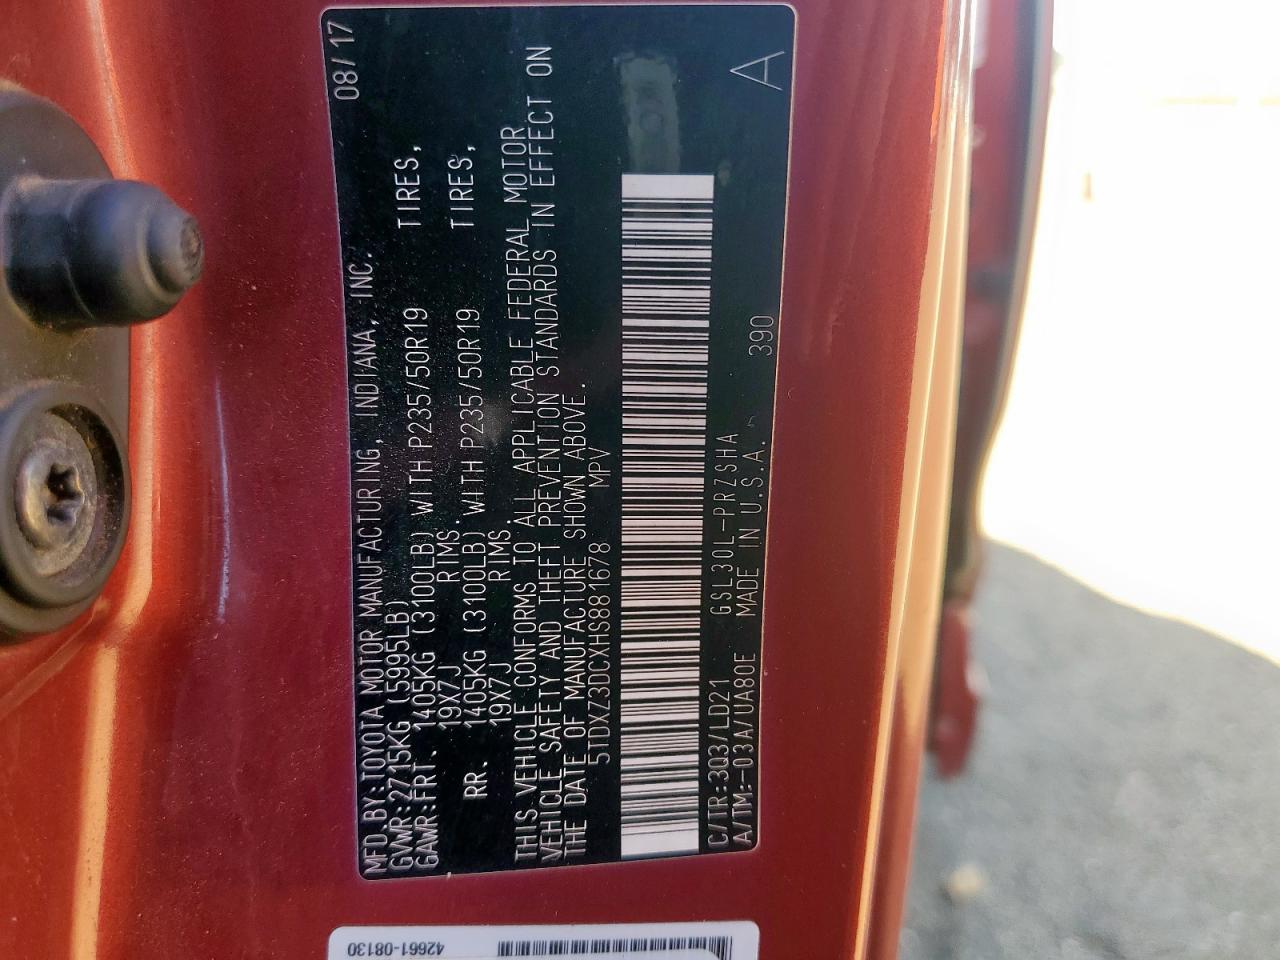 08/17
MFD.BY:TOYOTA MOTOR MANUFACTURING, INDIANA, INC.
GVWR:2715KG (5995LB)
GAWR:FRT. 1405KG (3100LB) WITH P235/50R19 TIRES,
19X7J RIMS.
RR. 1405KG (3100LB) WITH P235/50R19 TIRES,
19X7J RIMS.
THIS VEHICLE CONFORMS TO ALL APPLICABLE FEDERAL MOTOR
VEHICLE SAFETY AND THEFT PREVENTION STANDARDS IN EFFECT ON
THE DATE OF MANUFACTURE SHOWN ABOVE.
5TDXZ3DCXHS881678 MPV
C/TR:3Q3/LD21 GSL30L-PRZSHA 390
A/TM:-03A/UA80E MADE IN U.S.A.
A
42661-08130